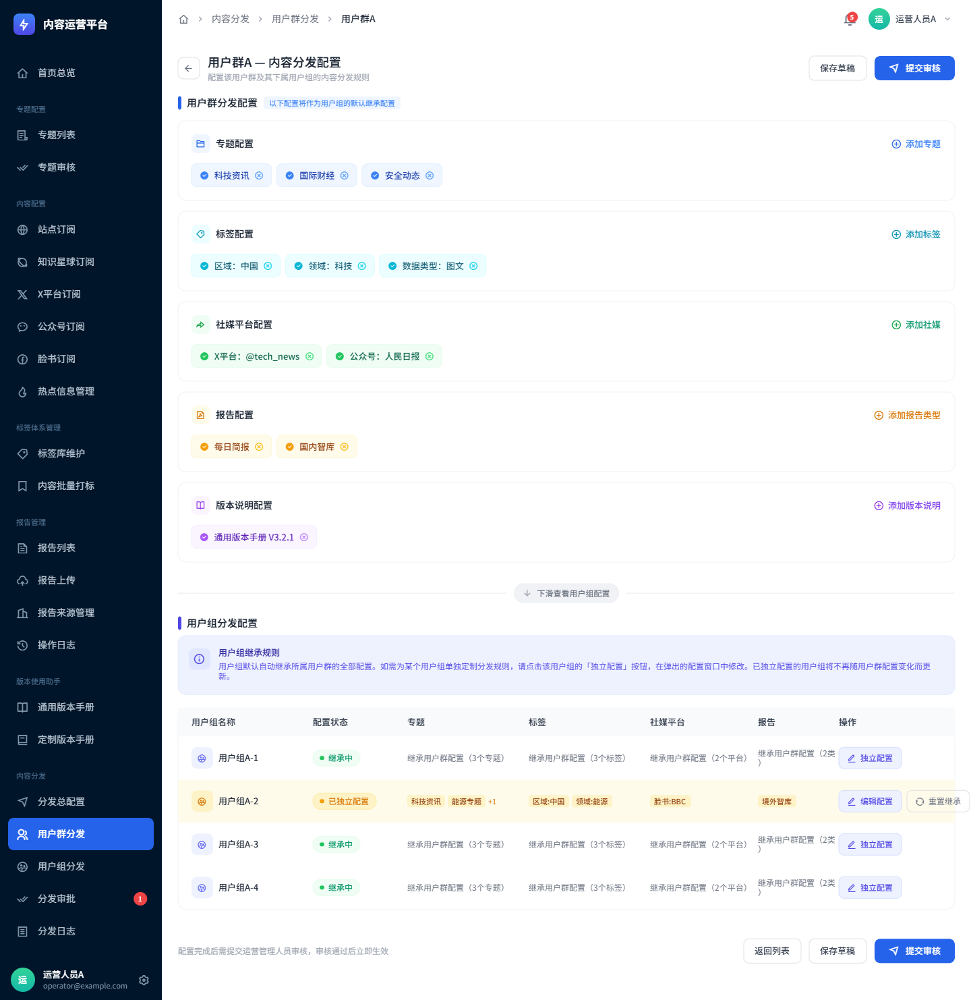 内容运营平台
首页总览
专题配置
专题列表
专题审核
内容配置
站点订阅
知识星球订阅
X平台订阅
公众号订阅
脸书订阅
热点信息管理
标签体系管理
标签库维护
内容批量打标
报告管理
报告列表
报告上传
报告来源管理
操作日志
版本使用助手
通用版本手册
定制版本手册
内容分发
分发总配置
用户群分发
用户组分发
分发审批 1
分发日志
运 运营人员A
operator@example.com
内容分发 用户群分发 用户群A
5 运 运营人员A
用户群A — 内容分发配置
配置该用户群及其下属用户组的内容分发规则
保存草稿 提交审核
用户群分发配置 以下配置将作为用户组的默认继承配置
专题配置 添加专题
科技资讯 国际财经 安全动态
标签配置 添加标签
区域：中国 领域：科技 数据类型：图文
社媒平台配置 添加社媒
X平台：@tech_news 公众号：人民日报
报告配置 添加报告类型
每日简报 国内智库
版本说明配置 添加版本说明
通用版本手册 V3.2.1
下滑查看用户组配置
用户组分发配置
用户组继承规则
用户组默认自动继承所属用户群的全部配置。如需为某个用户组单独定制分发规则，请点击该用户组的「独立配置」按钮，在弹出的配置窗口中修改。已独立配置的用户组将不再随用户群配置变化而更
新。
用户组名称 配置状态 专题 标签 社媒平台 报告 操作
用户组A-1 继承中 继承用户群配置（3个专题） 继承用户群配置（3个标签） 继承用户群配置（2个平台） 继承用户群配置（2类
） 独立配置
用户组A-2 已独立配置 科技资讯 能源专题 +1 区域:中国 领域:能源 脸书:BBC 境外智库 编辑配置 重置继承
用户组A-3 继承中 继承用户群配置（3个专题） 继承用户群配置（3个标签） 继承用户群配置（2个平台） 继承用户群配置（2类
） 独立配置
用户组A-4 继承中 继承用户群配置（3个专题） 继承用户群配置（3个标签） 继承用户群配置（2个平台） 继承用户群配置（2类
） 独立配置
配置完成后需提交运营管理人员审核，审核通过后立即生效
返回列表 保存草稿 提交审核